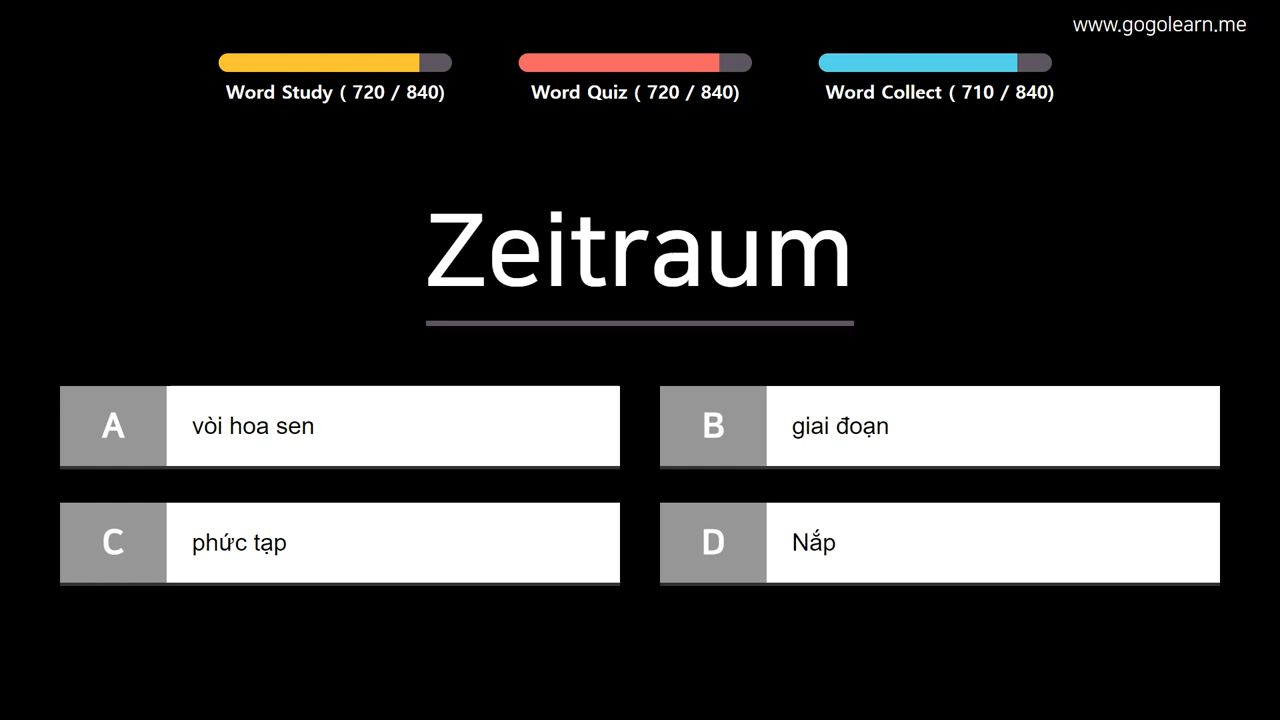 www.gogolearn.me
Word Study ( 720 / 840)
Word Quiz ( 720 / 840)
Word Collect ( 710 / 840)
Zeitraum
A
vòi hoa sen
B
giai đoạn
C
phức tạp
D
Nắp